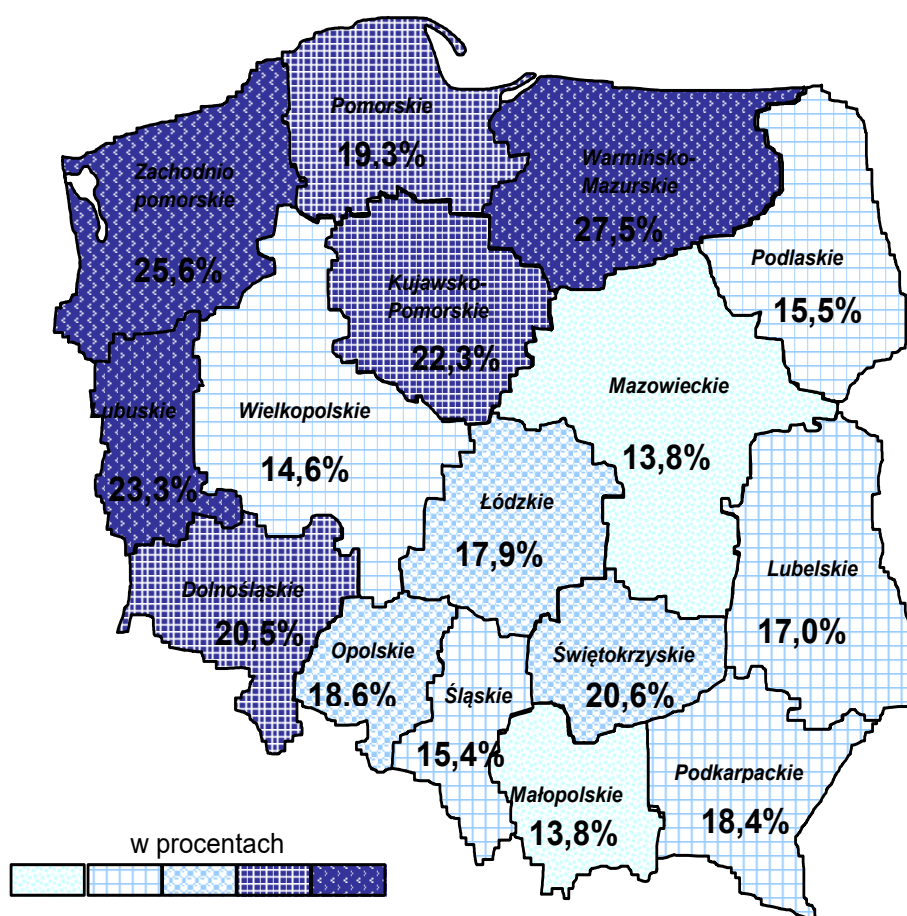 Pomorskie
19,3%
Zachodnio
pomorskie
25,6%
Warmińsko-
Mazurskie
27,5%
Podlaskie
15,5%
Kujawsko-
Pomorskie
22,3%
Mazowieckie
13,8%
Lubuskie
23,3%
Wielkopolskie
14,6%
Łódzkie
17,9%
Lubelskie
17,0%
Dolnośląskie
20,5%
Opolskie
18.6%
Śląskie
15,4%
Świętokrzyskie
20,6%
Małopolskie
13,8%
Podkarpackie
18,4%
w procentach